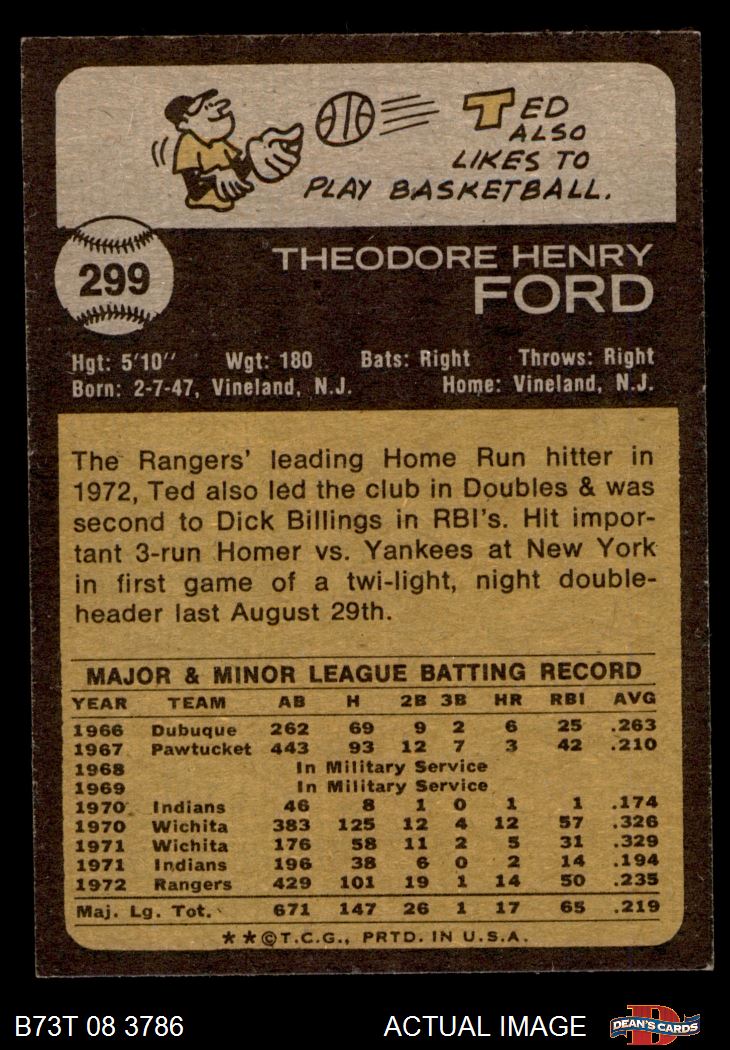 TED
ALSO
LIKES TO
PLAY BASKETBALL.
299
THEODORE HENRY
FORD
Hgt: 5'10" Wgt: 180 Bats: Right Throws: Right
Born: 2-7-47, Vineland, N.J. Home: Vineland, N.J.
The Rangers' leading Home Run hitter in
1972, Ted also led the club in Doubles & was
second to Dick Billings in RBI's. Hit impor-
tant 3-run Homer vs. Yankees at New York
in first game of a twi-light, night double-
header last August 29th.
MAJOR & MINOR LEAGUE BATTING RECORD
YEAR TEAM AB H 2B 3B HR RBI AVG
1966 Dubuque 262 69 9 2 6 25 .263
1967 Pawtucket 443 93 12 7 3 42 .210
1968 In Military Service
1969 In Military Service
1970 Indians 46 8 1 0 1 1 .174
1970 Wichita 383 125 12 4 12 57 .326
1971 Wichita 176 58 11 2 5 31 .329
1971 Indians 196 38 6 0 2 14 .194
1972 Rangers 429 101 19 1 14 50 .235
Maj. Lg. Tot. 671 147 26 1 17 65 .219
**©T.C.G., PRTD. IN U.S.A.
B73T 08 3786 ACTUAL IMAGE D DEAN'S CARDS